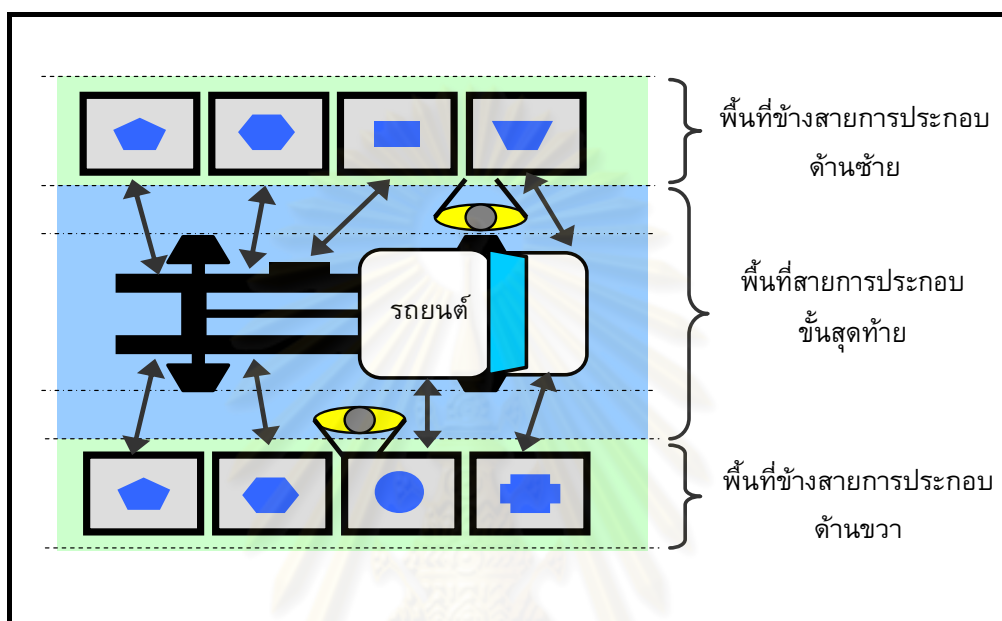 พื้นที่ข้างสายการประกอบ
ด้านซ้าย
พื้นที่สายการประกอบ
ขั้นสุดท้าย
รถยนต์
พื้นที่ข้างสายการประกอบ
ด้านขวา